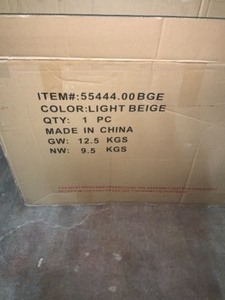 ITEM#:55444.00BGE
COLOR:LIGHT BEIGE
QTY: 1 PC
MADE IN CHINA
GW: 12.5 KGS
NW: 9.5 KGS